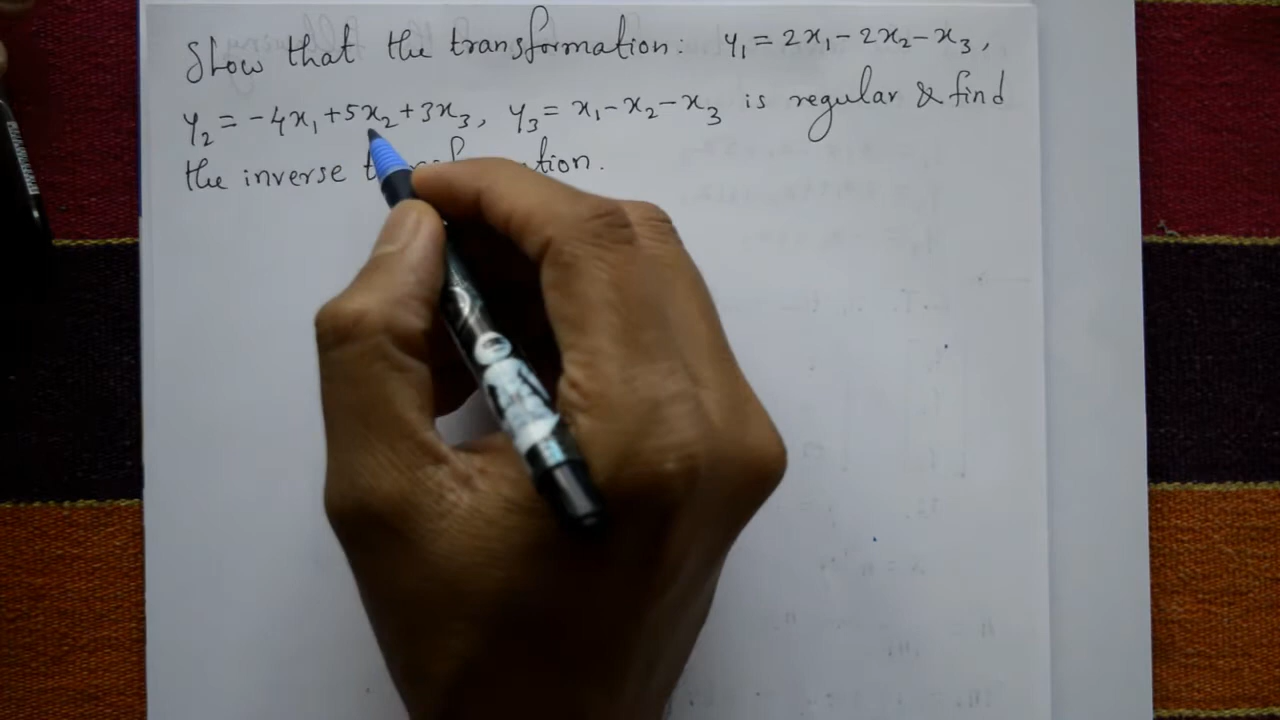 Show that the transformation: y₁ = 2x₁ - 2x₂ - x₃,
y₂ = -4x₁ + 5x₂ + 3x₃, y₃ = x₁ - x₂ - x₃ is regular & find
the inverse transformation.